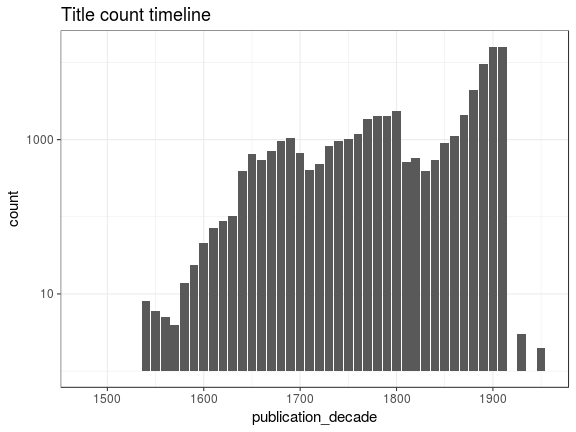 Title count timeline
count
1000
10
1500 1600 1700 1800 1900
publication_decade